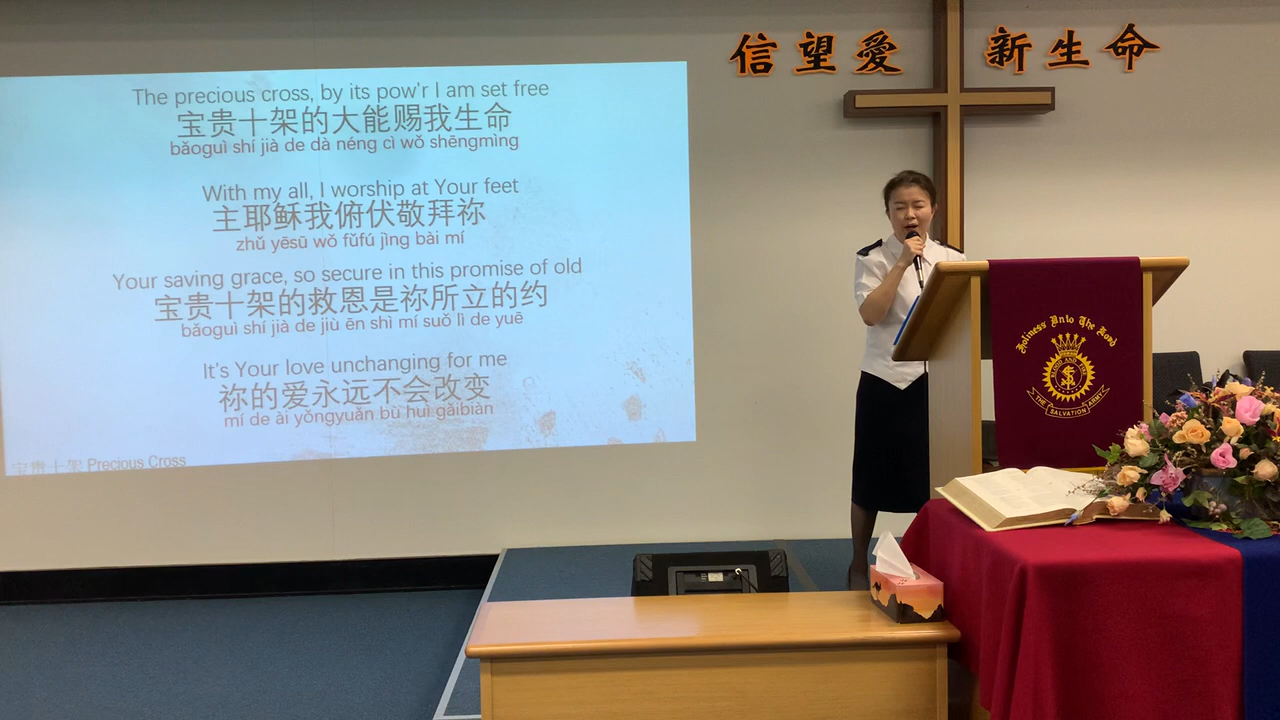 The precious cross, by its pow'r I am set free
宝贵十架的大能赐我生命
bǎoguì shí jià de dà néng cì wǒ shēngmìng
With my all, I worship at Your feet
主耶稣我俯伏敬拜祢
zhǔ yēsū wǒ fǔfú jìng bài mí
Your saving grace, so secure in this promise of old
宝贵十架的救恩是祢所立的约
bǎoguì shí jià de jiù ēn shì mí suǒ lì de yuē
It's Your love unchanging for me
祢的爱永远不会改变
mí de ài yǒngyuǎn bù huì gǎibiàn
宝贵十架 Precious Cross
信望愛 新生命
Holiness Unto The Lord
BLOOD AND FIRE
THE SALVATION ARMY